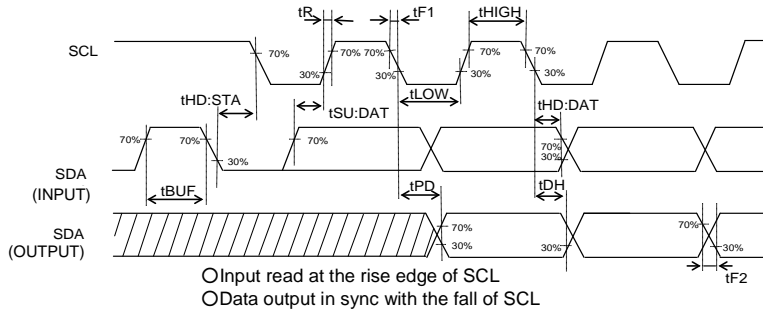 tR tF1 tHIGH
SCL 70% 70% 70% 70% 70%
30% 30% 30% 30%
tHD:STA tLOW tHD:DAT
tSU:DAT
70% 70% 70% 70%
30% 30%
SDA
(INPUT)
tBUF tPD tDH
SDA
(OUTPUT)
70% 70%
30% 30% 30%
tF2
○Input read at the rise edge of SCL
○Data output in sync with the fall of SCL